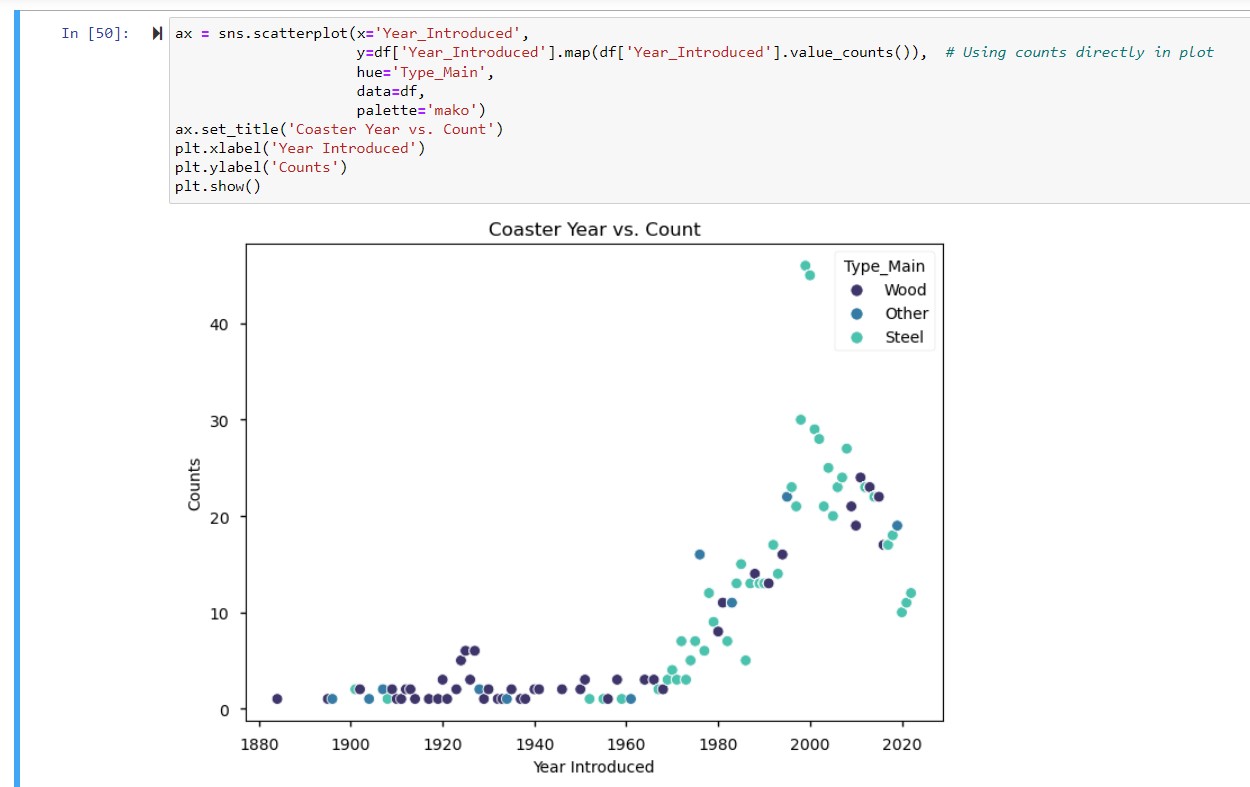 In [50]:
ax = sns.scatterplot(x='Year_Introduced',
y=df['Year_Introduced'].map(df['Year_Introduced'].value_counts()),  # Using counts directly in plot
hue='Type_Main',
data=df,
palette='mako')
ax.set_title('Coaster Year vs. Count')
plt.xlabel('Year Introduced')
plt.ylabel('Counts')
plt.show()
Coaster Year vs. Count
Type_Main
Wood
Other
Steel
Counts
40
30
20
10
0
1880 1900 1920 1940 1960 1980 2000 2020
Year Introduced